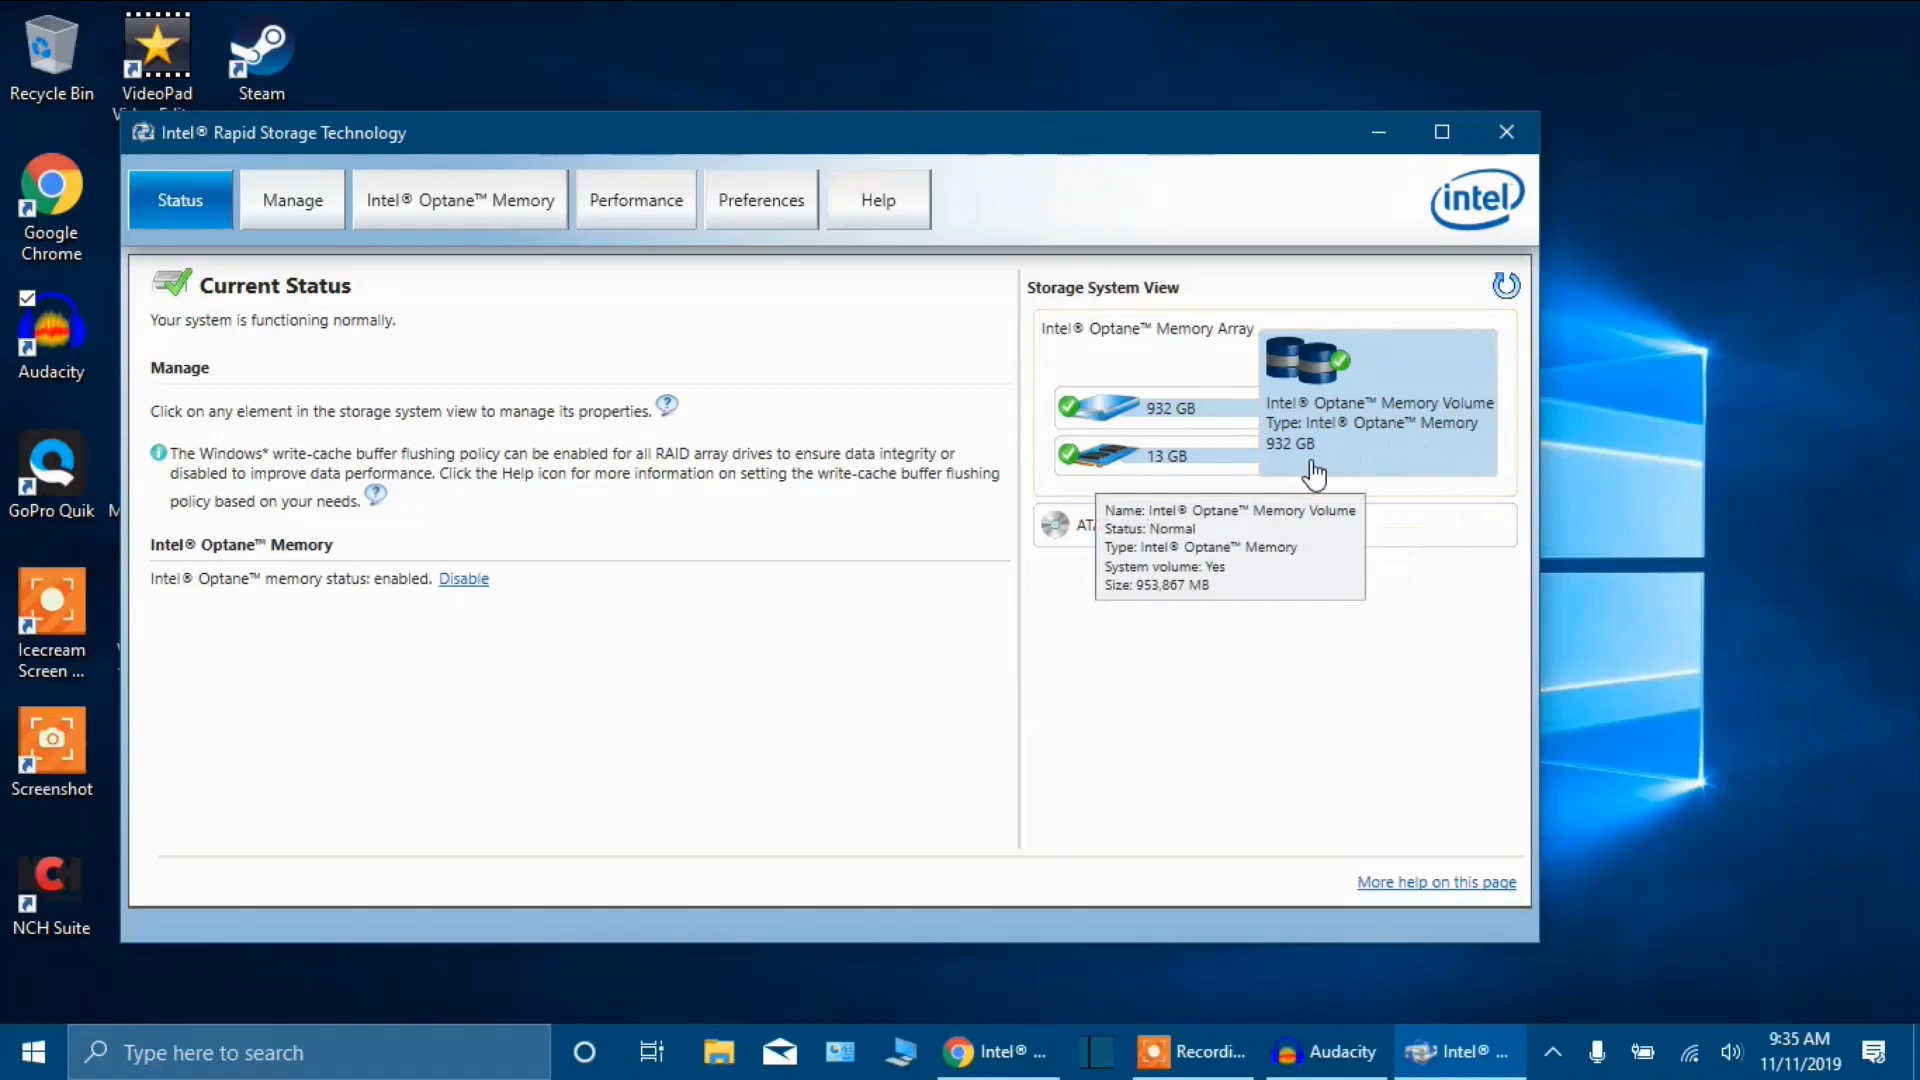 Recycle Bin
VideoPad
Steam
Google
Chrome
Audacity
GoPro Quik
M
Icecream
Screen ...
Screenshot
NCH Suite
Intel® Rapid Storage Technology
Status
Manage
Intel® Optane™ Memory
Performance
Preferences
Help
intel
Current Status
Your system is functioning normally.
Manage
Click on any element in the storage system view to manage its properties.
The Windows* write-cache buffer flushing policy can be enabled for all RAID array drives to ensure data integrity or
disabled to improve data performance. Click the Help icon for more information on setting the write-cache buffer flushing
policy based on your needs.
Intel® Optane™ Memory
Intel® Optane™ memory status: enabled. Disable
Storage System View
Intel® Optane™ Memory Array
932 GB
13 GB
Intel® Optane™ Memory Volume
Type: Intel® Optane™ Memory
932 GB
ATA
Name: Intel® Optane™ Memory Volume
Status: Normal
Type: Intel® Optane™ Memory
System volume: Yes
Size: 953,867 MB
More help on this page
Type here to search
Intel® ...
Recordi...
Audacity
Intel® ...
9:35 AM
11/11/2019